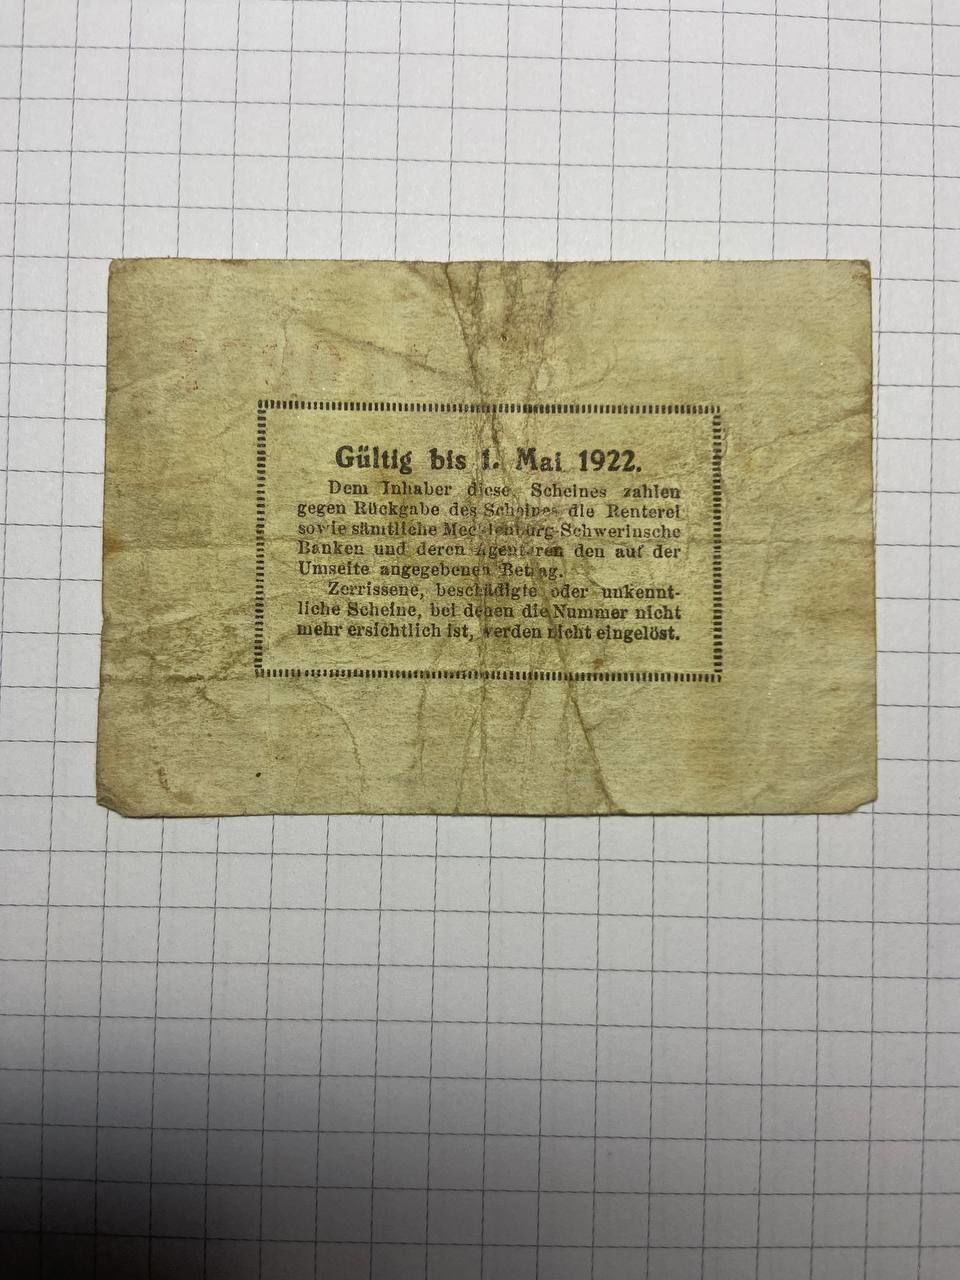 Gültig bis 1. Mai 1922.
Dem Inhaber diese. Scheines zahlen
gegen Rückgabe des Scheines die Renterei
sowie sämtliche Mecklenburg-Schwerinsche
Banken und deren Agenturen den auf der
Umseite angegebenen Betrag.
Zerrissene, beschädigte oder unkennt-
liche Scheine, bei denen die Nummer nicht
mehr ersichtlich ist, werden nicht eingelöst.